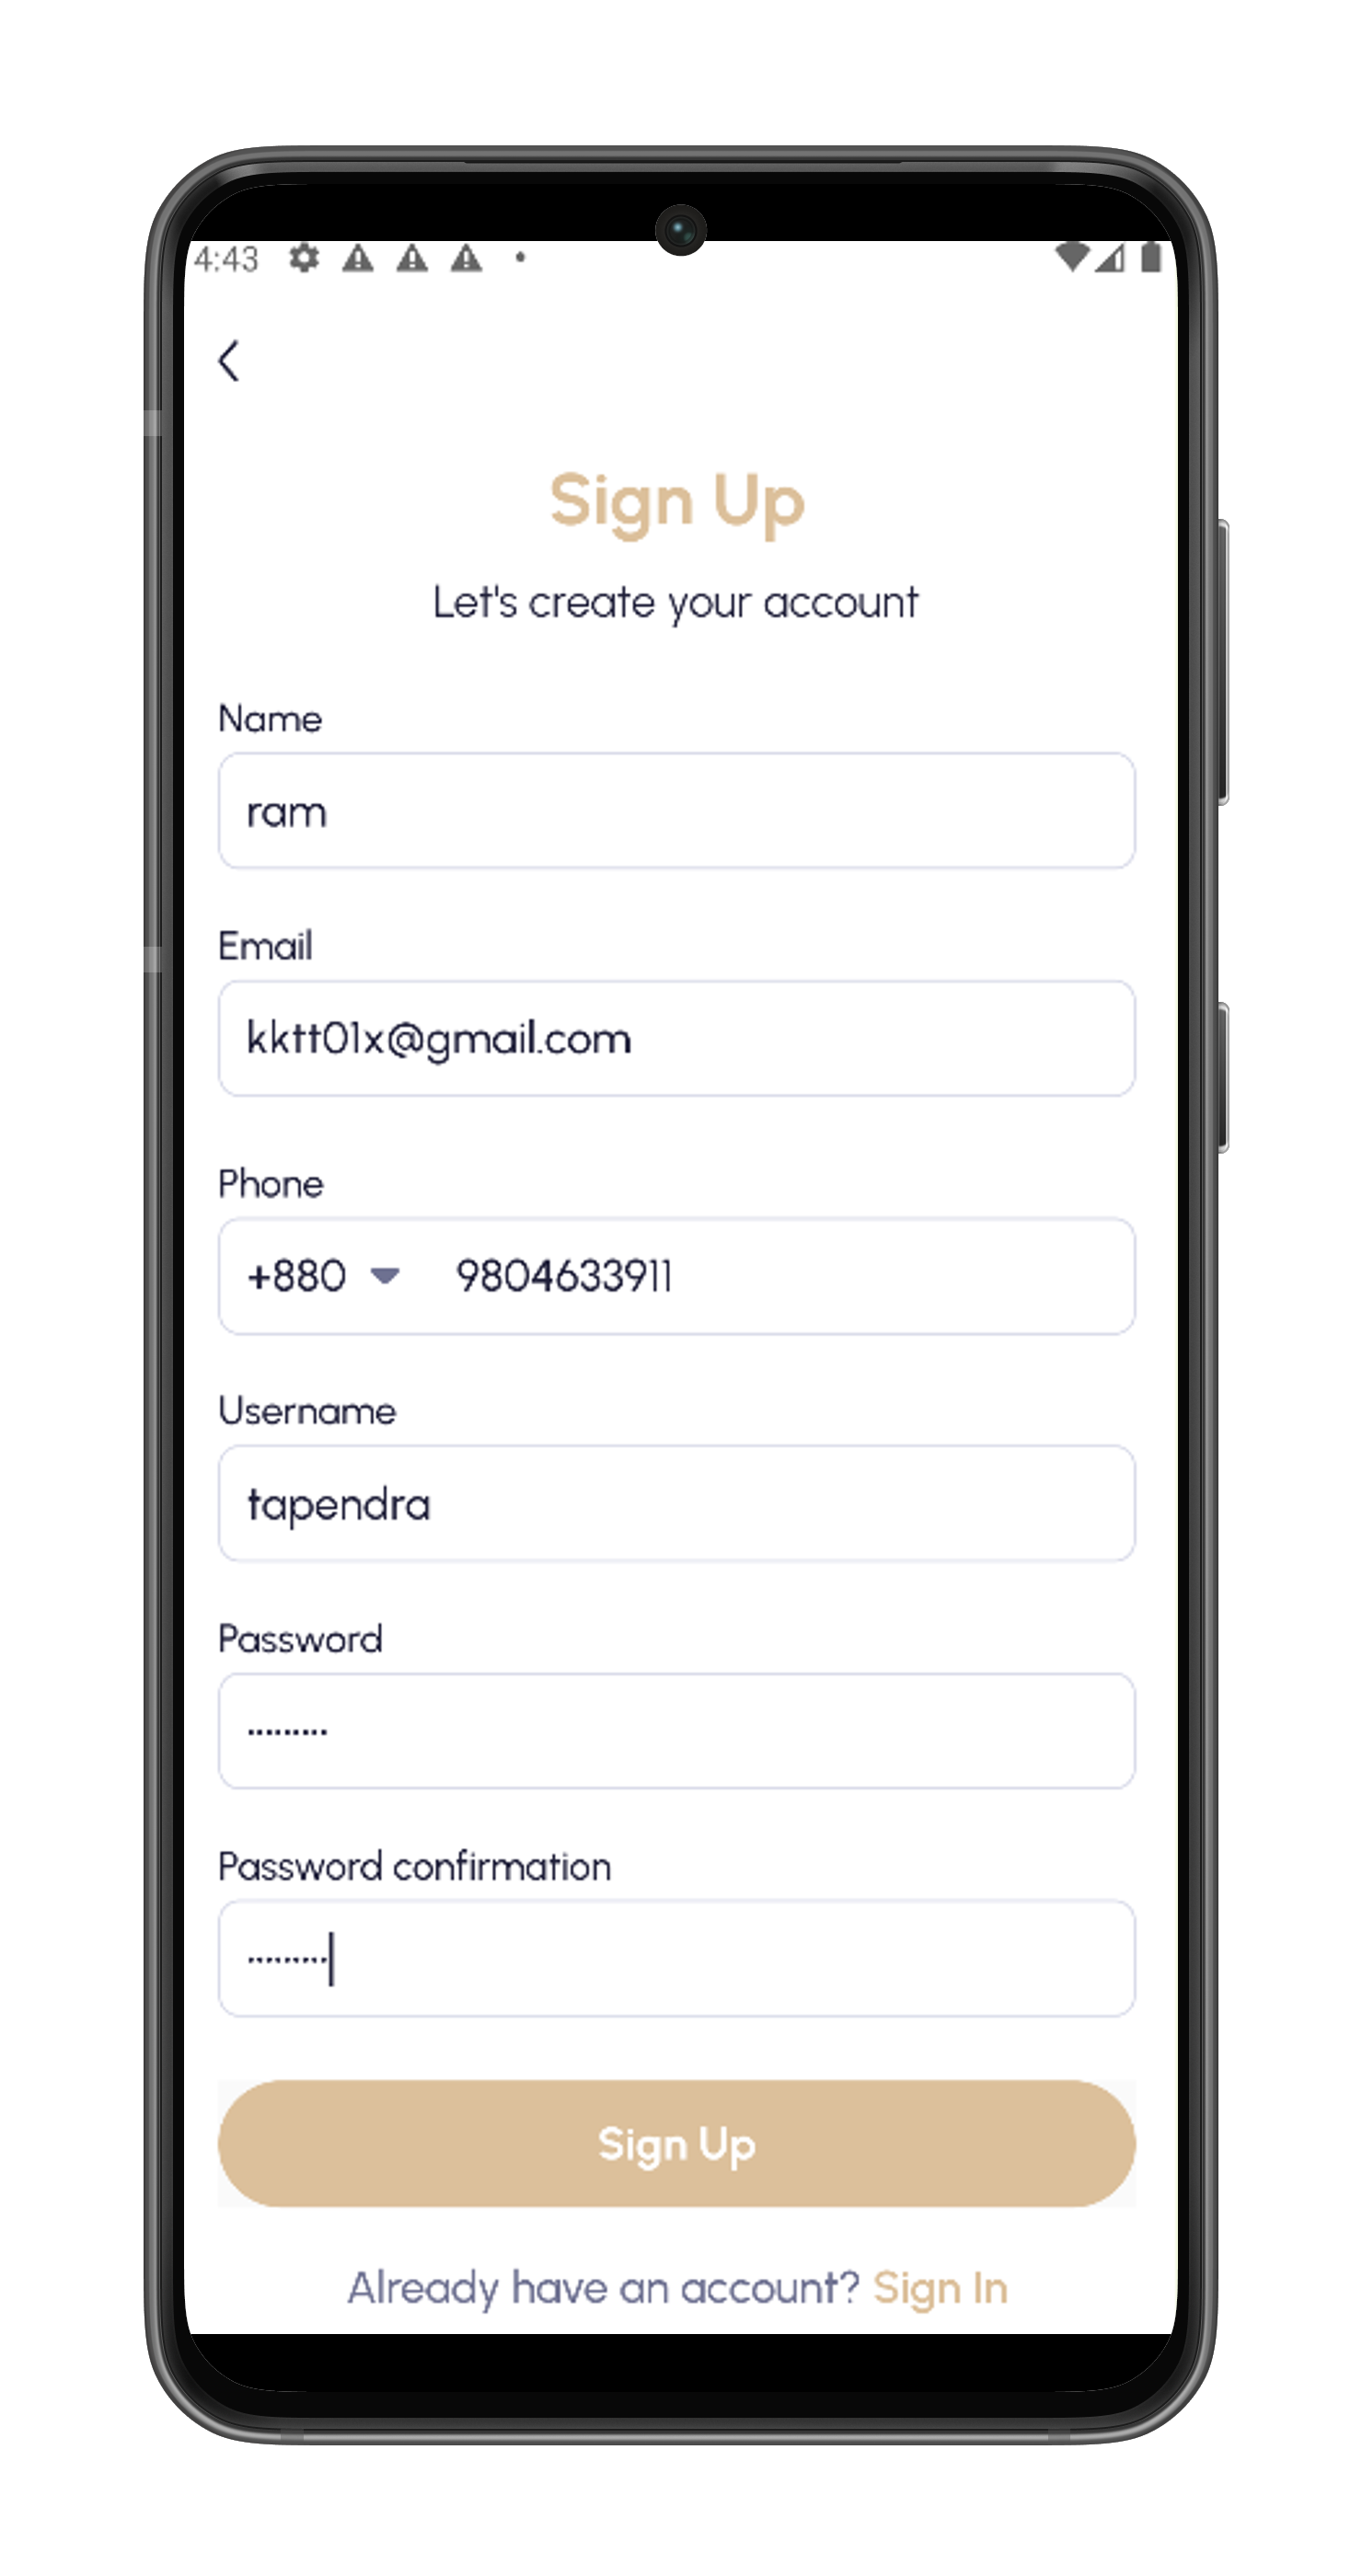 4:43
Sign Up
Let's create your account
Name
ram
Email
kktt01x@gmail.com
Phone
+880 9804633911
Username
tapendra
Password
•••••••••
Password confirmation
•••••••••
Sign Up
Already have an account? Sign In